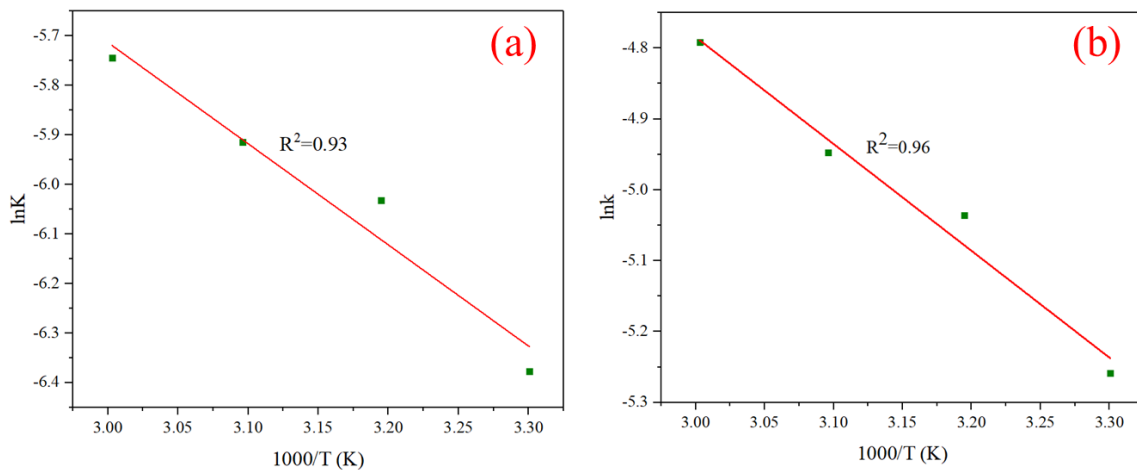 (a)
-5.7
-5.8
-5.9
-6.0
-6.1
-6.2
-6.3
-6.4
lnK
R²=0.93
3.00 3.05 3.10 3.15 3.20 3.25 3.30
1000/T (K)
(b)
-4.8
-4.9
-5.0
-5.1
-5.2
-5.3
lnk
R²=0.96
3.00 3.05 3.10 3.15 3.20 3.25 3.30
1000/T (K)